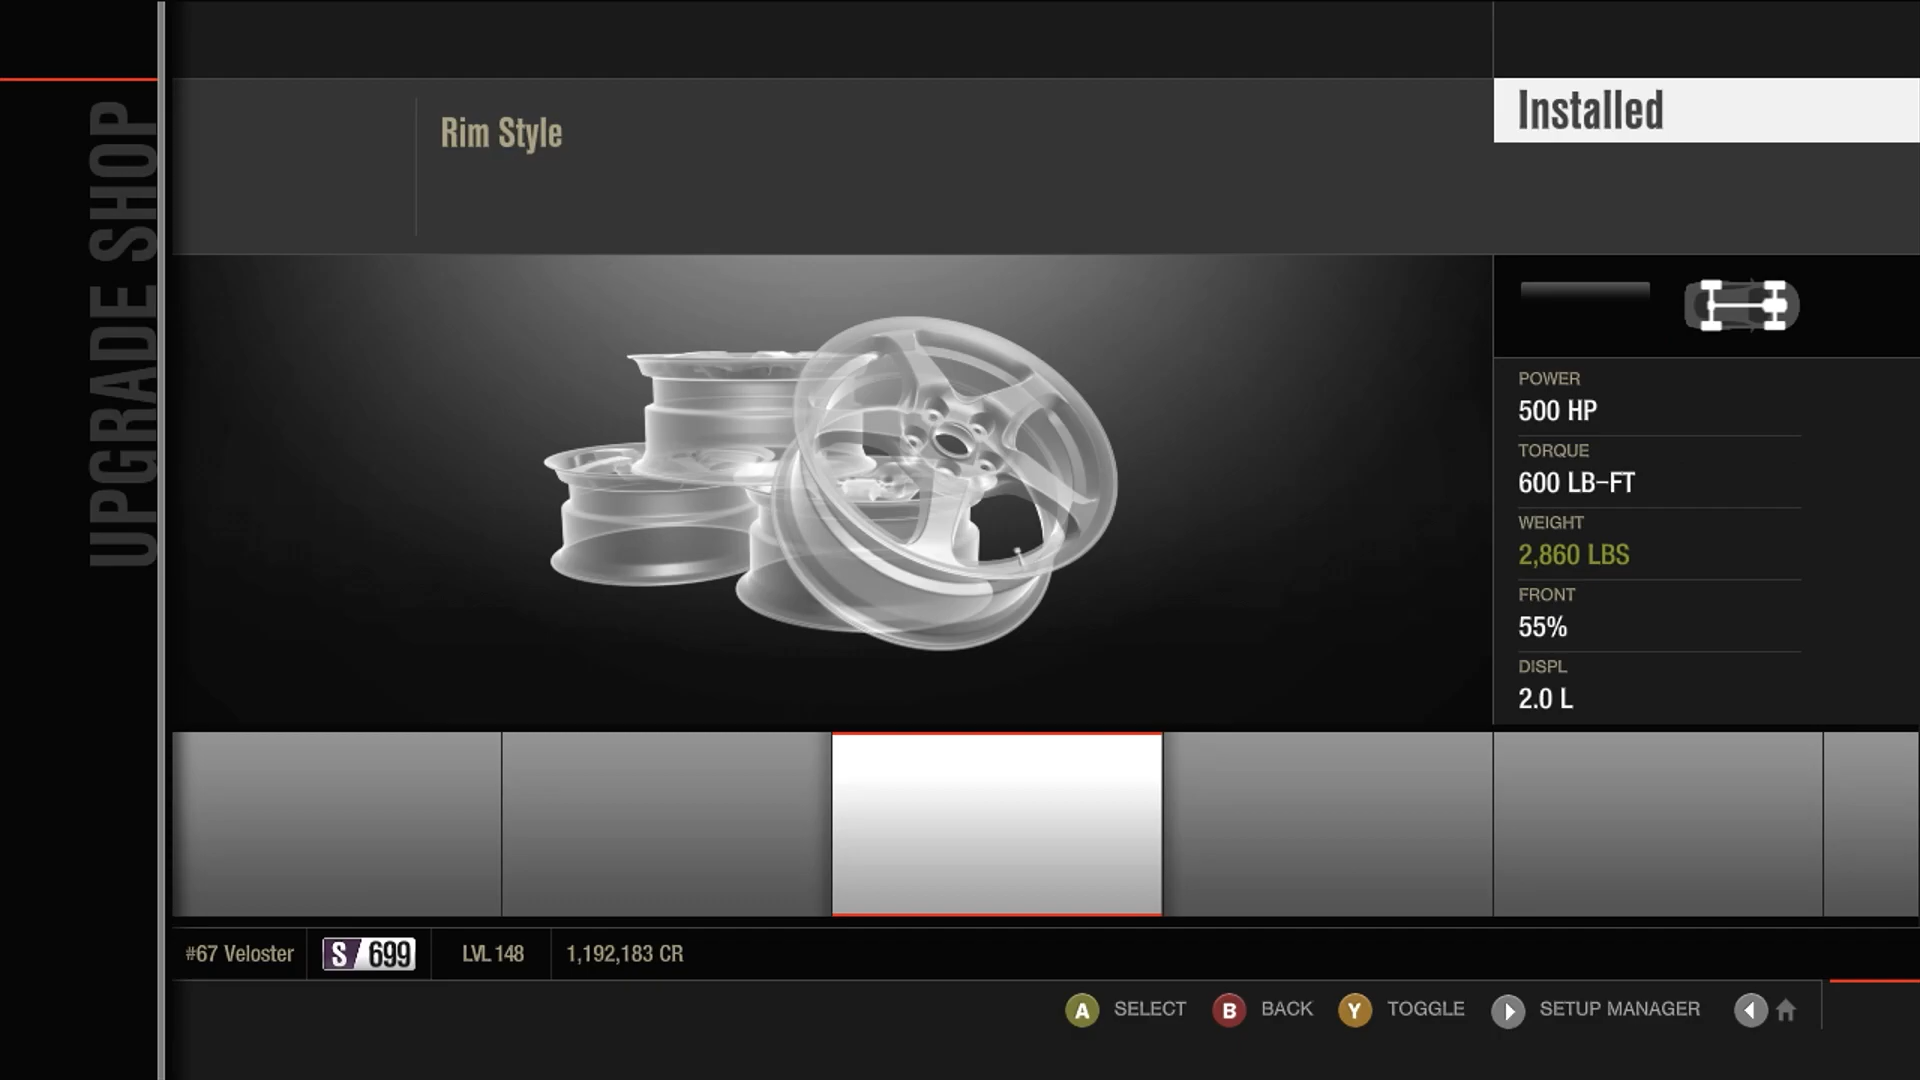 UPGRADE SHOP
Rim Style
Installed
POWER
500 HP
TORQUE
600 LB-FT
WEIGHT
2,860 LBS
FRONT
55%
DISPL
2.0 L
#67 Veloster S 699 LVL 148 1,192,183 CR
A SELECT B BACK Y TOGGLE SETUP MANAGER